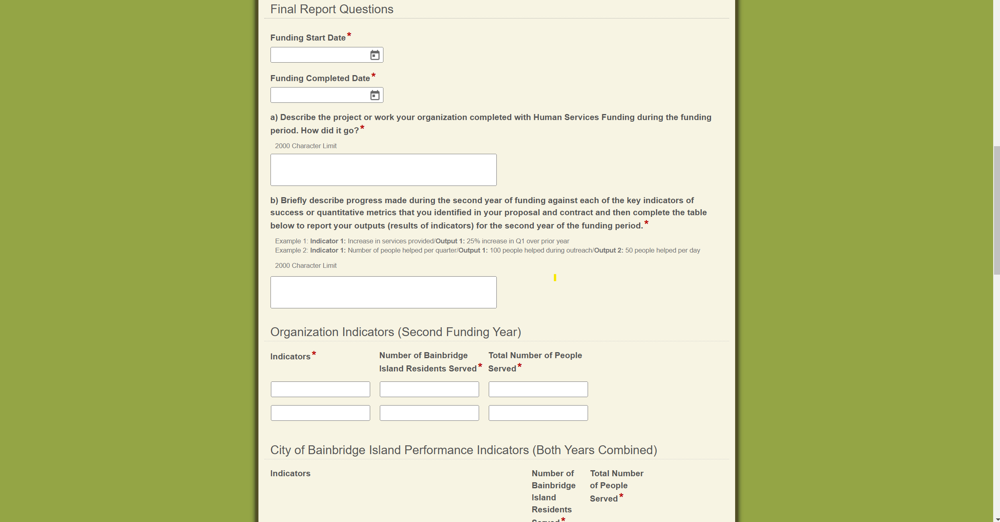 Final Report Questions
Funding Start Date*
Funding Completed Date*
a) Describe the project or work your organization completed with Human Services Funding during the funding
period. How did it go?*
2000 Character Limit
b) Briefly describe progress made during the second year of funding against each of the key indicators of
success or quantitative metrics that you identified in your proposal and contract and then complete the table
below to report your outputs (results of indicators) for the second year of the funding period.*
Example 1: Indicator 1: Increase in services provided/Output 1: 25% increase in Q1 over prior year
Example 2: Indicator 1: Number of people helped per quarter/Output 1: 100 people helped during outreach/Output 2: 50 people helped per day
2000 Character Limit
Organization Indicators (Second Funding Year)
Indicators*
Number of Bainbridge
Island Residents Served*
Total Number of People
Served*
City of Bainbridge Island Performance Indicators (Both Years Combined)
Indicators
Number of
Bainbridge
Island
Residents
Served*
Total Number
of People
Served*